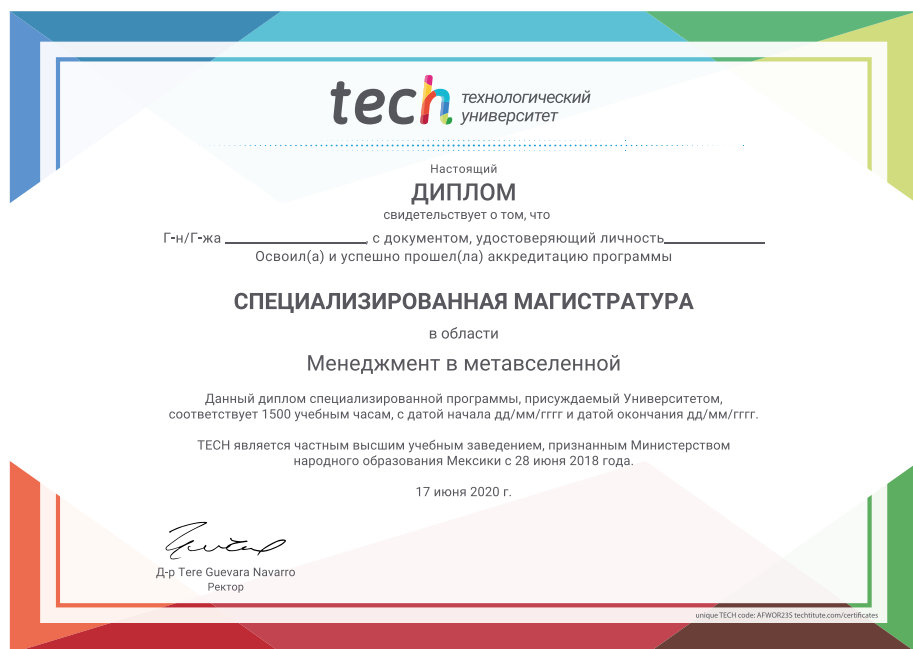 tech технологический
университет
Настоящий
ДИПЛОМ
свидетельствует о том, что
Г-н/Г-жа ____________________, с документом, удостоверяющий личность______________
Освоил(а) и успешно прошел(ла) аккредитацию программы
СПЕЦИАЛИЗИРОВАННАЯ МАГИСТРАТУРА
в области
Менеджмент в метавселенной
Данный диплом специализированной программы, присуждаемый Университетом,
соответствует 1500 учебным часам, с датой начала дд/мм/гггг и датой окончания дд/мм/гггг.
TECH является частным высшим учебным заведением, признанным Министерством
народного образования Мексики с 28 июня 2018 года.
17 июня 2020 г.
Д-р Tere Guevara Navarro
Ректор
unique TECH code: AFWOR23S techtitute.com/certificates